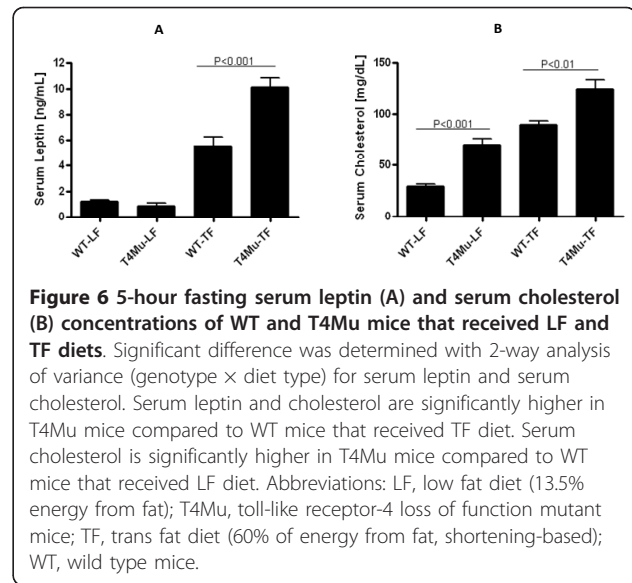 A
Serum Leptin [ng/mL]
12
10
8
6
4
2
0
P<0.001
WT-LF
T4Mu-LF
WT-TF
T4Mu-TF
B
Serum Cholesterol [mg/dL]
150
100
50
0
P<0.001
P<0.01
WT-LF
T4Mu-LF
WT-TF
T4Mu-TF
Figure 6 5-hour fasting serum leptin (A) and serum cholesterol
(B) concentrations of WT and T4Mu mice that received LF and
TF diets. Significant difference was determined with 2-way analysis
of variance (genotype × diet type) for serum leptin and serum
cholesterol. Serum leptin and cholesterol are significantly higher in
T4Mu mice compared to WT mice that received TF diet. Serum
cholesterol is significantly higher in T4Mu mice compared to WT
mice that received LF diet. Abbreviations: LF, low fat diet (13.5%
energy from fat); T4Mu, toll-like receptor-4 loss of function mutant
mice; TF, trans fat diet (60% of energy from fat, shortening-based);
WT, wild type mice.